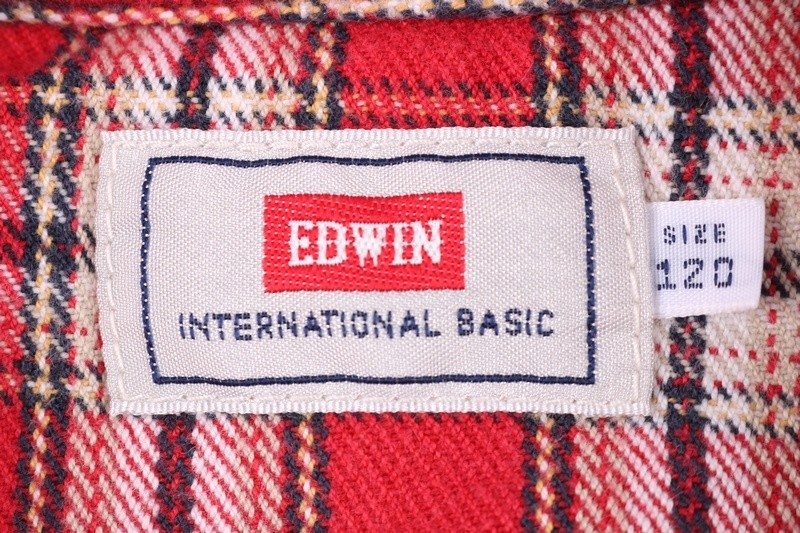 EDWIN
INTERNATIONAL BASIC
SIZE
120